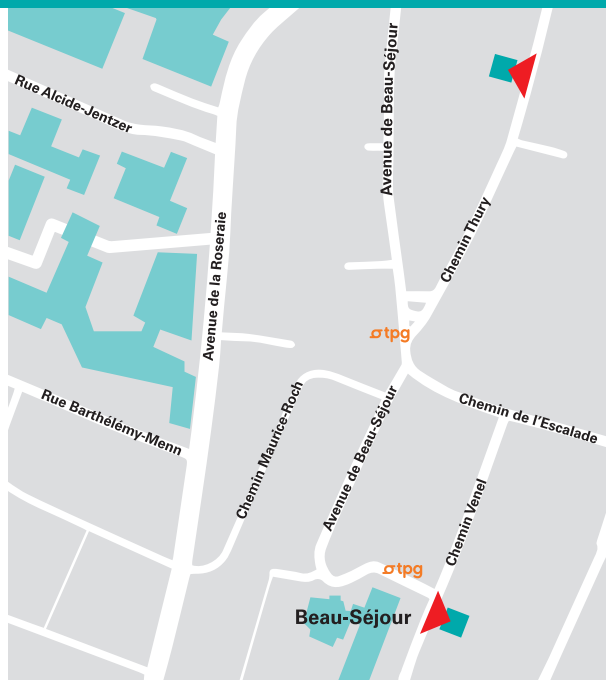 Avenue de Beau-Séjour
Rue Alcide-Jentzer
Chemin Thury
Avenue de la Roseraie
tpg
Rue Barthélémy-Menn
Chemin Maurice-Roch
Avenue de Beau-Séjour
Chemin de l'Escalade
Chemin Venel
tpg
Beau-Séjour